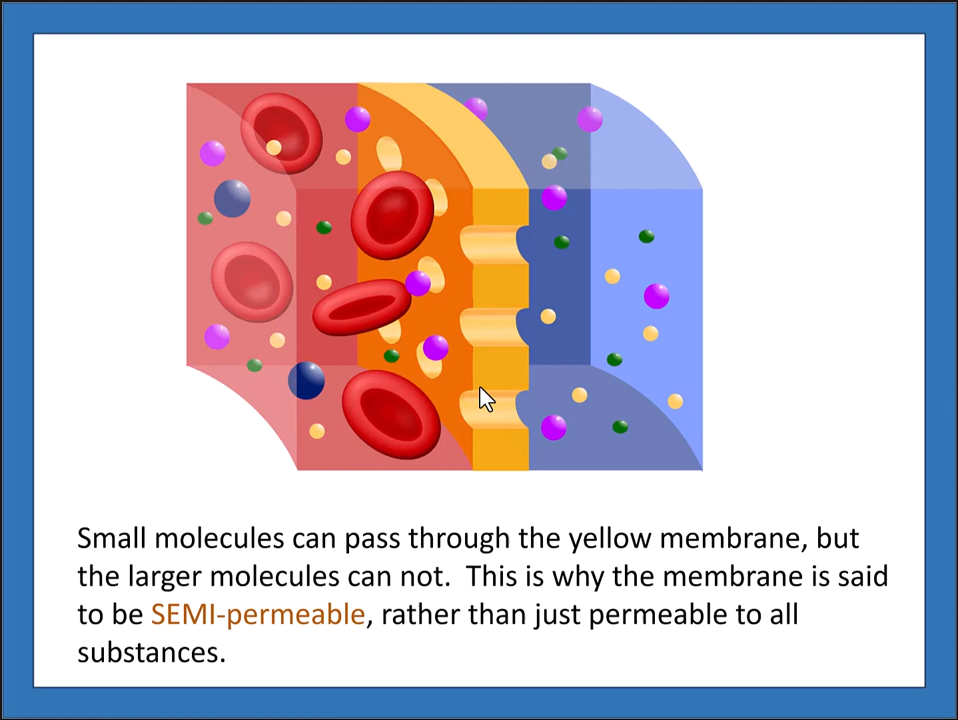 Small molecules can pass through the yellow membrane, but
the larger molecules can not.  This is why the membrane is said
to be SEMI-permeable, rather than just permeable to all
substances.